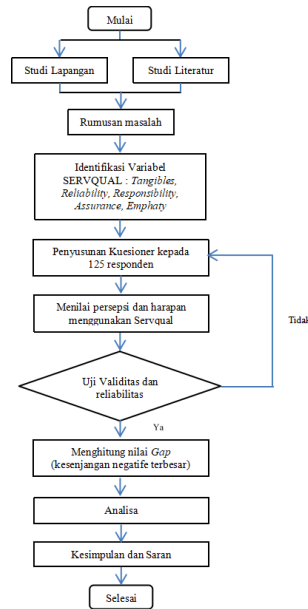 Mulai
Studi Lapangan
Studi Literatur
Rumusan masalah
Identifikasi Variabel
SERVQUAL : Tangibles,
Reliability, Responsibility,
Assurance, Emphaty
Penyusunan Kuesioner kepada
125 responden
Menilai persepsi dan harapan
menggunakan Servqual
Tidak
Uji Validitas dan
reliabilitas
Ya
Menghitung nilai Gap
(kesenjangan negatife terbesar)
Analisa
Kesimpulan dan Saran
Selesai